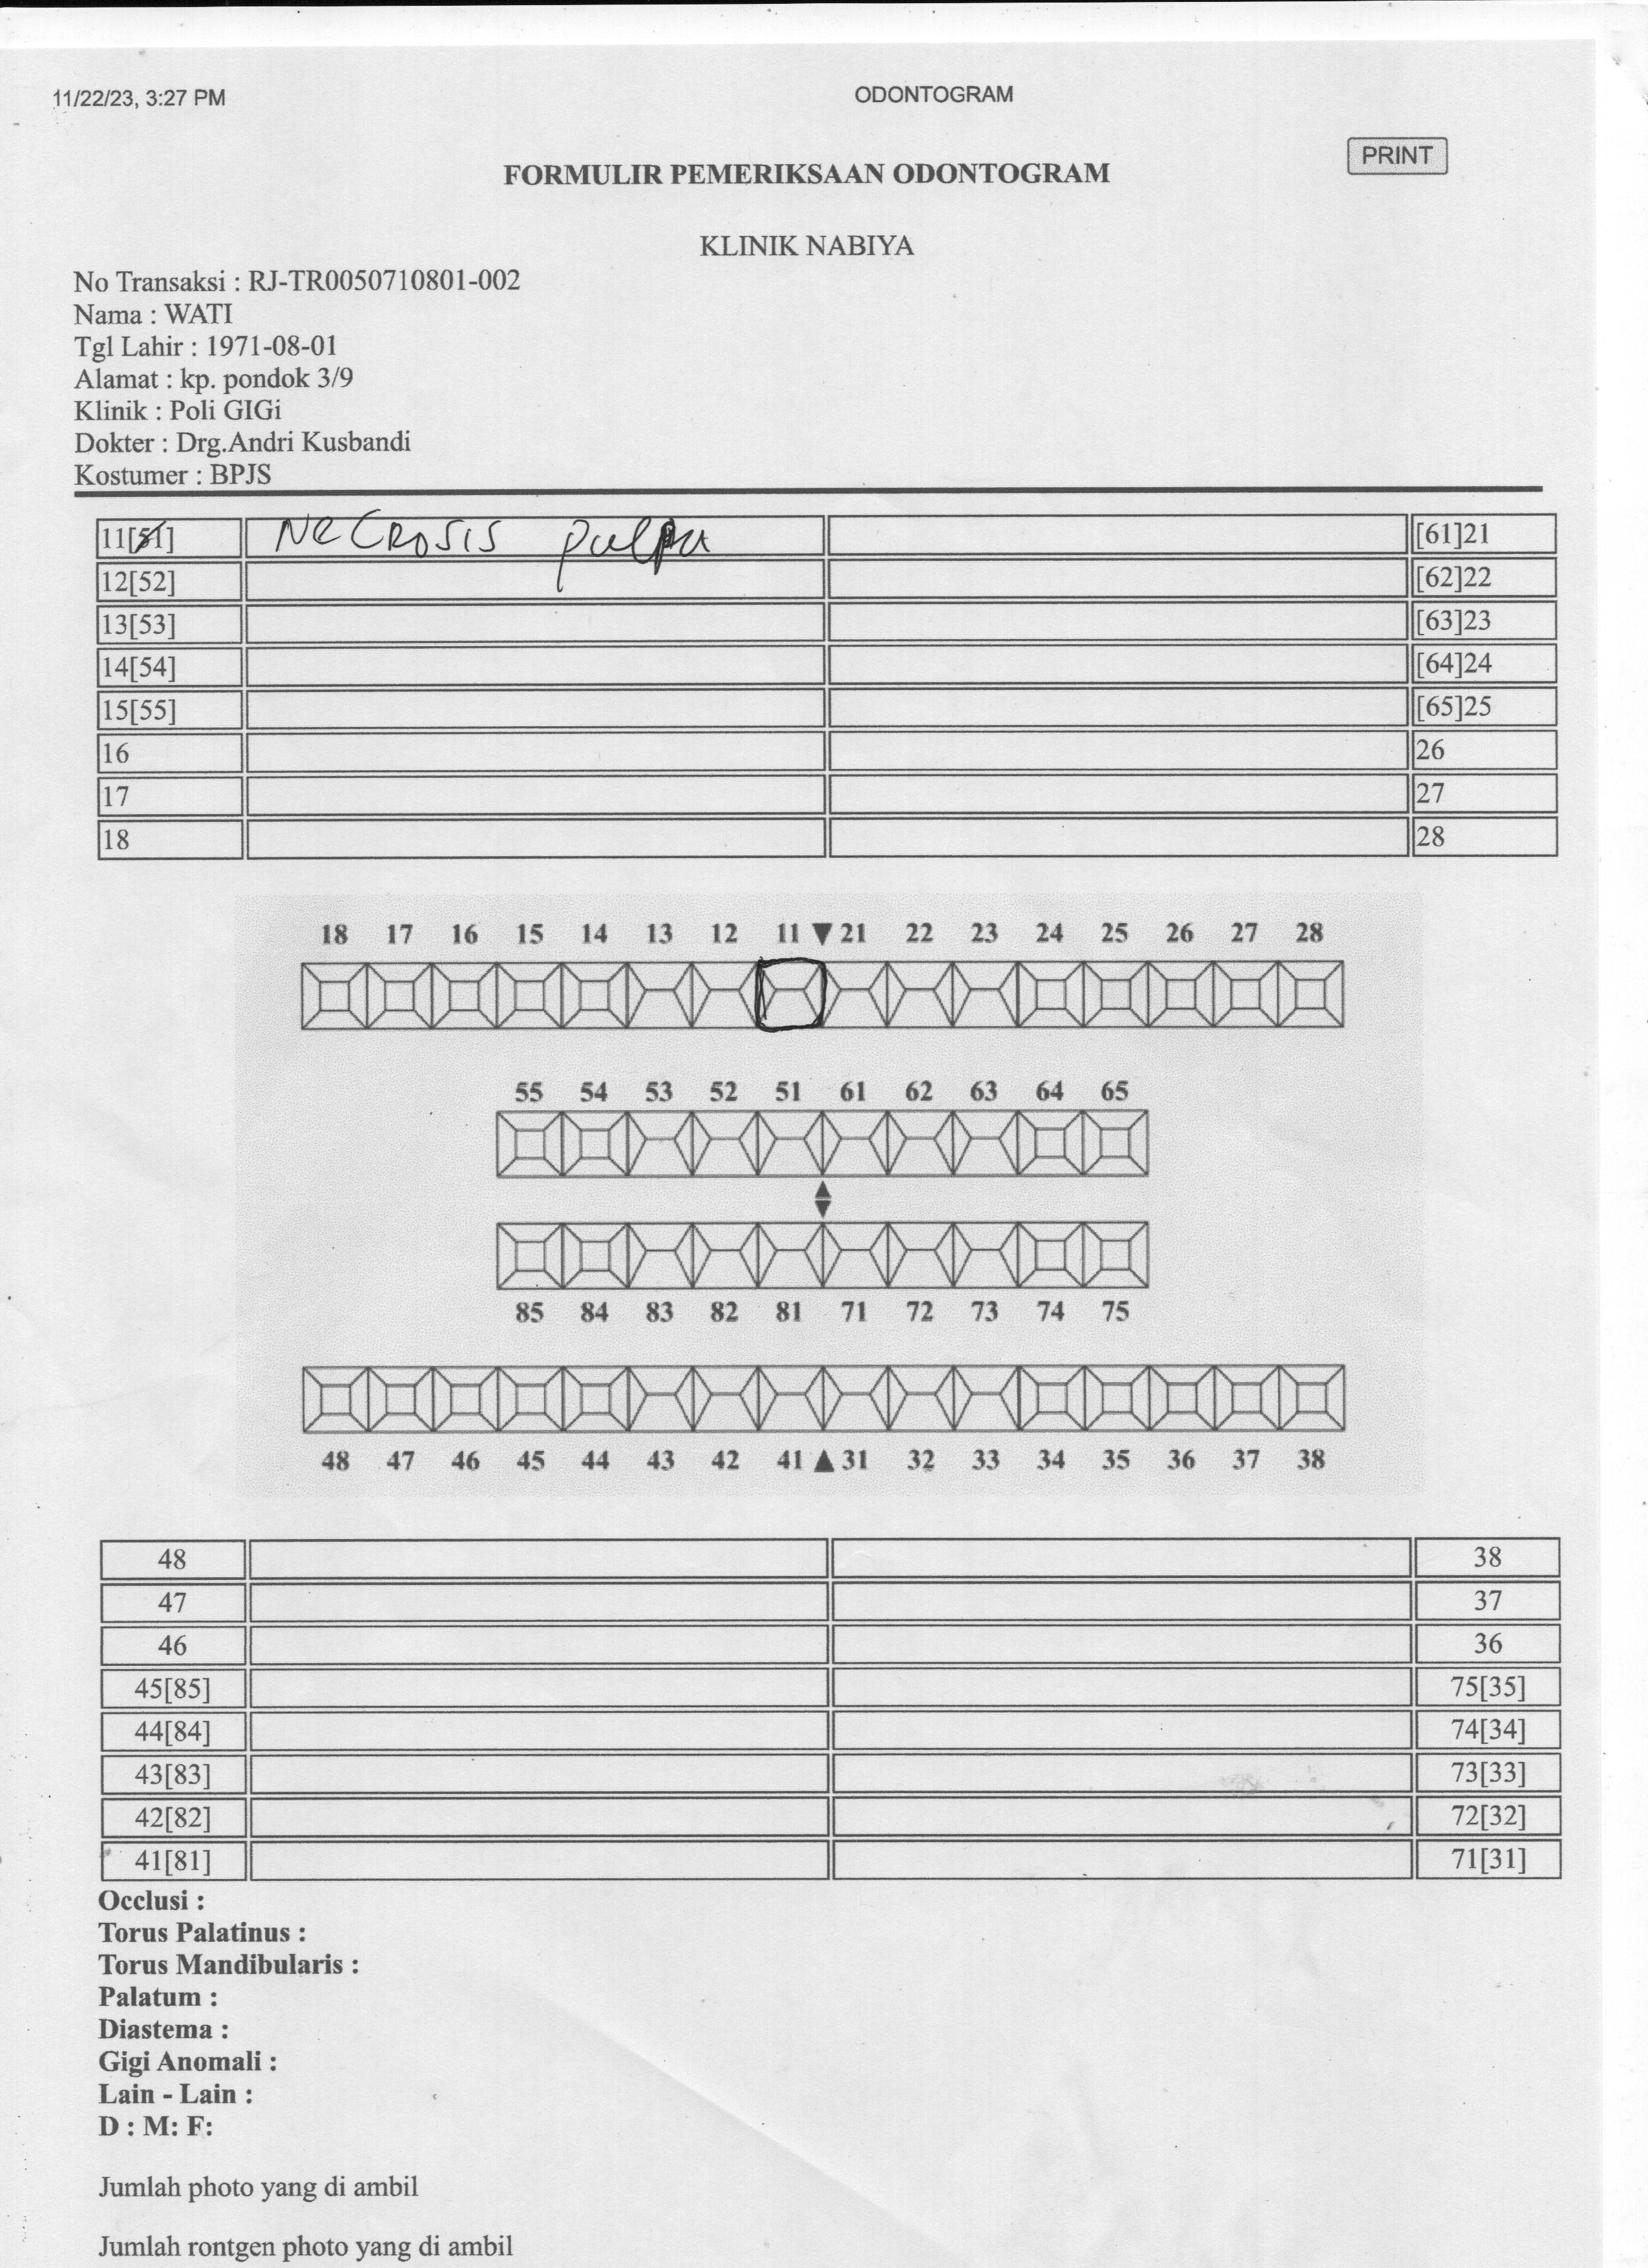 11/22/23, 3:27 PM ODONTOGRAM
PRINT
FORMULIR PEMERIKSAAN ODONTOGRAM
KLINIK NABIYA
No Transaksi : RJ-TR0050710801-002
Nama : WATI
Tgl Lahir : 1971-08-01
Alamat : kp. pondok 3/9
Klinik : Poli GIGi
Dokter : Drg.Andri Kusbandi
Kostumer : BPJS
11[51] NeCROSIS pulpa [61]21
12[52] [62]22
13[53] [63]23
14[54] [64]24
15[55] [65]25
16 26
17 27
18 28
18 17 16 15 14 13 12 11 ▼ 21 22 23 24 25 26 27 28
55 54 53 52 51 61 62 63 64 65
85 84 83 82 81 71 72 73 74 75
48 47 46 45 44 43 42 41 ▲ 31 32 33 34 35 36 37 38
48 38
47 37
46 36
45[85] 75[35]
44[84] 74[34]
43[83] 73[33]
42[82] 72[32]
41[81] 71[31]
Occlusi :
Torus Palatinus :
Torus Mandibularis :
Palatum :
Diastema :
Gigi Anomali :
Lain - Lain :
D : M: F:
Jumlah photo yang di ambil
Jumlah rontgen photo yang di ambil